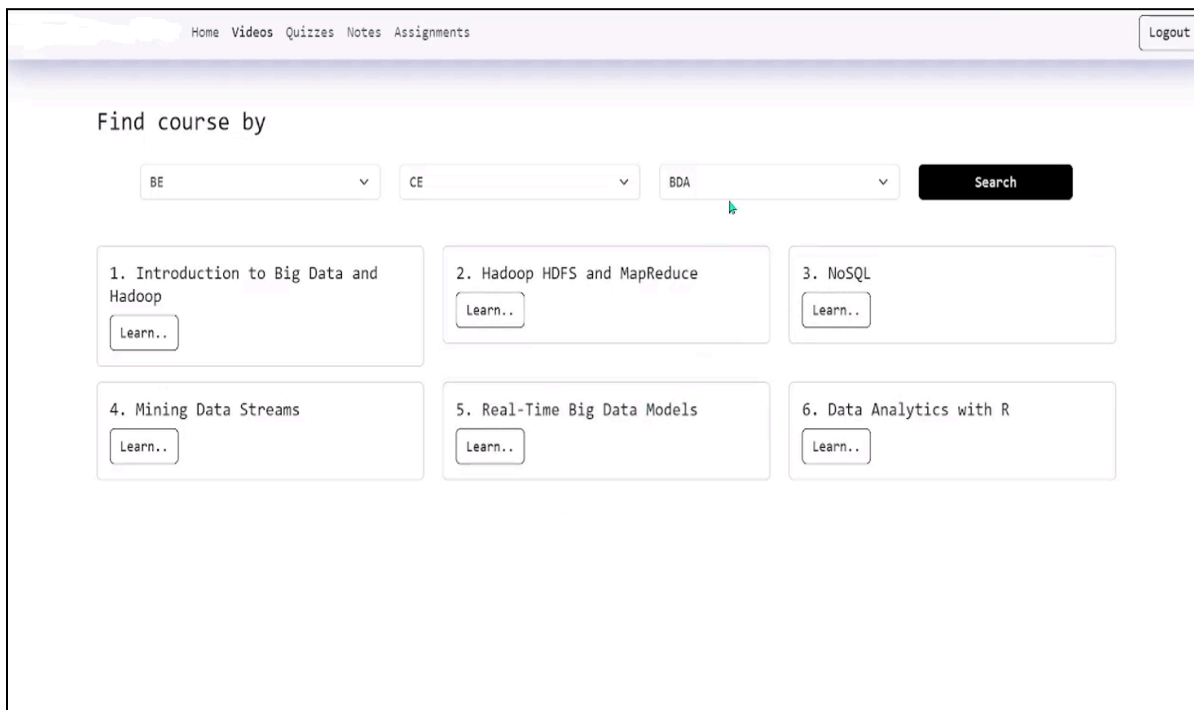 Home Videos Quizzes Notes Assignments Logout
Find course by
BE CE BDA Search
1. Introduction to Big Data and
Hadoop
Learn..
2. Hadoop HDFS and MapReduce
Learn..
3. NoSQL
Learn..
4. Mining Data Streams
Learn..
5. Real-Time Big Data Models
Learn..
6. Data Analytics with R
Learn..